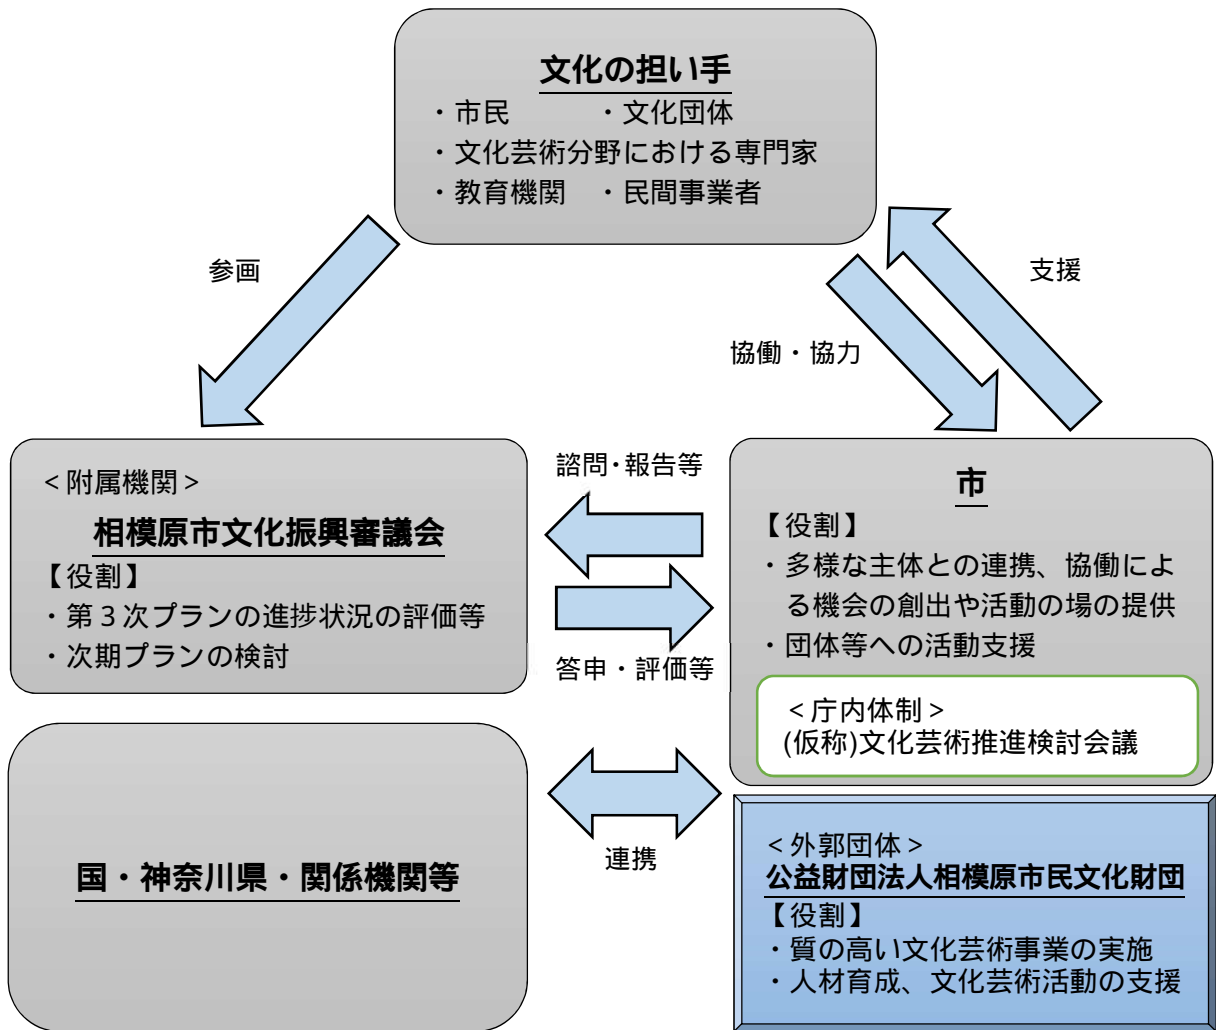 文化の担い手
・市民　　　・文化団体
・文化芸術分野における専門家
・教育機関　・民間事業者
参画
支援
協働・協力
＜附属機関＞
相模原市文化振興審議会
【役割】
・第３次プランの進捗状況の評価等
・次期プランの検討
諮問･報告等
答申・評価等
市
【役割】
・多様な主体との連携、協働によ
る機会の創出や活動の場の提供
・団体等への活動支援
＜庁内体制＞
(仮称)文化芸術推進検討会議
国・神奈川県・関係機関等
連携
＜外郭団体＞
公益財団法人相模原市民文化財団
【役割】
・質の高い文化芸術事業の実施
・人材育成、文化芸術活動の支援